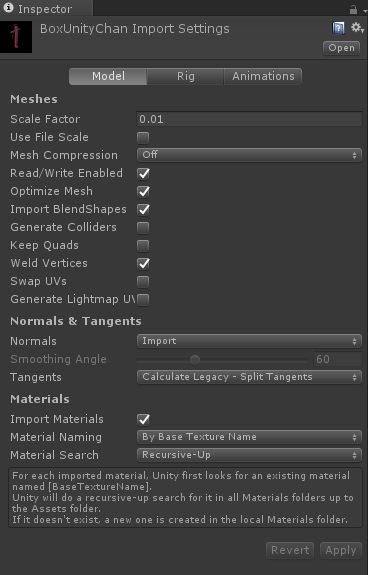 Inspector
BoxUnityChan Import Settings
Open
Model Rig Animations
Meshes
Scale Factor 0.01
Use File Scale
Mesh Compression Off
Read/Write Enabled
Optimize Mesh
Import BlendShapes
Generate Colliders
Keep Quads
Weld Vertices
Swap UVs
Generate Lightmap UV
Normals & Tangents
Normals Import
Smoothing Angle 60
Tangents Calculate Legacy - Split Tangents
Materials
Import Materials
Material Naming By Base Texture Name
Material Search Recursive-Up
For each imported material, Unity first looks for an existing material
named [BaseTextureName].
Unity will do a recursive-up search for it in all Materials folders up to
the Assets folder.
If it doesn't exist, a new one is created in the local Materials folder.
Revert Apply